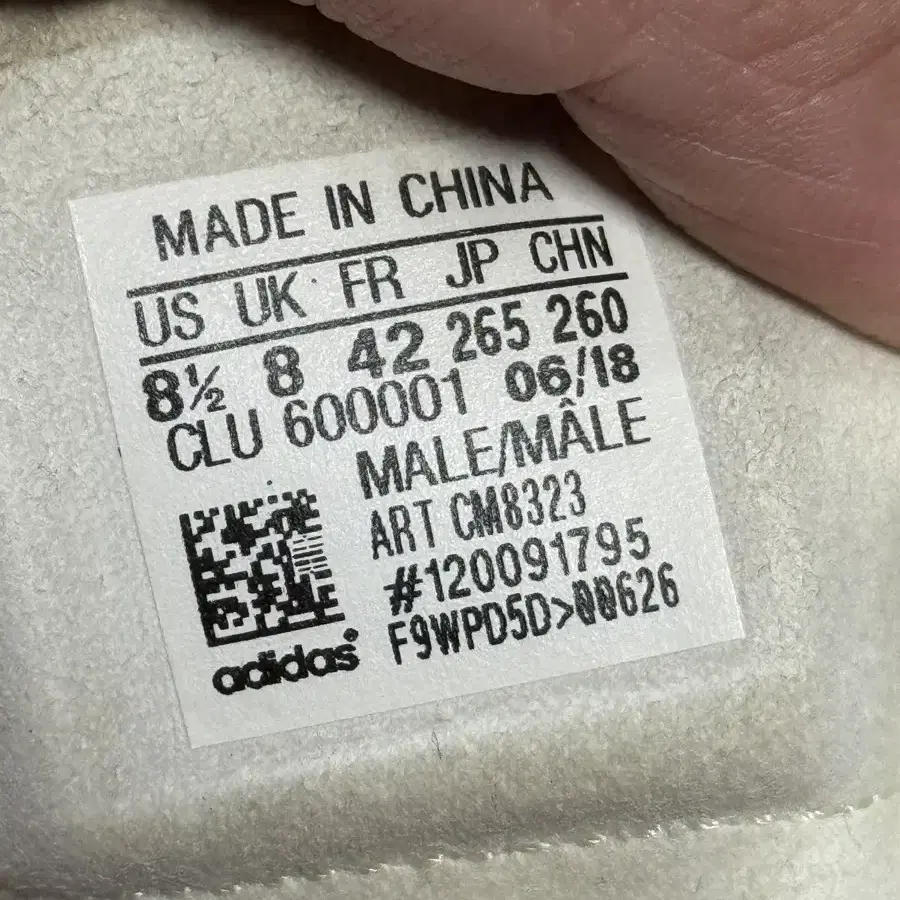 MADE IN CHINA
US UK FR JP CHN
8½ 8 42 265 260
CLU 600001 06/18
MALE/MÂLE
ART CM8323
#120091795
F9WPD5D>00626
adidas®